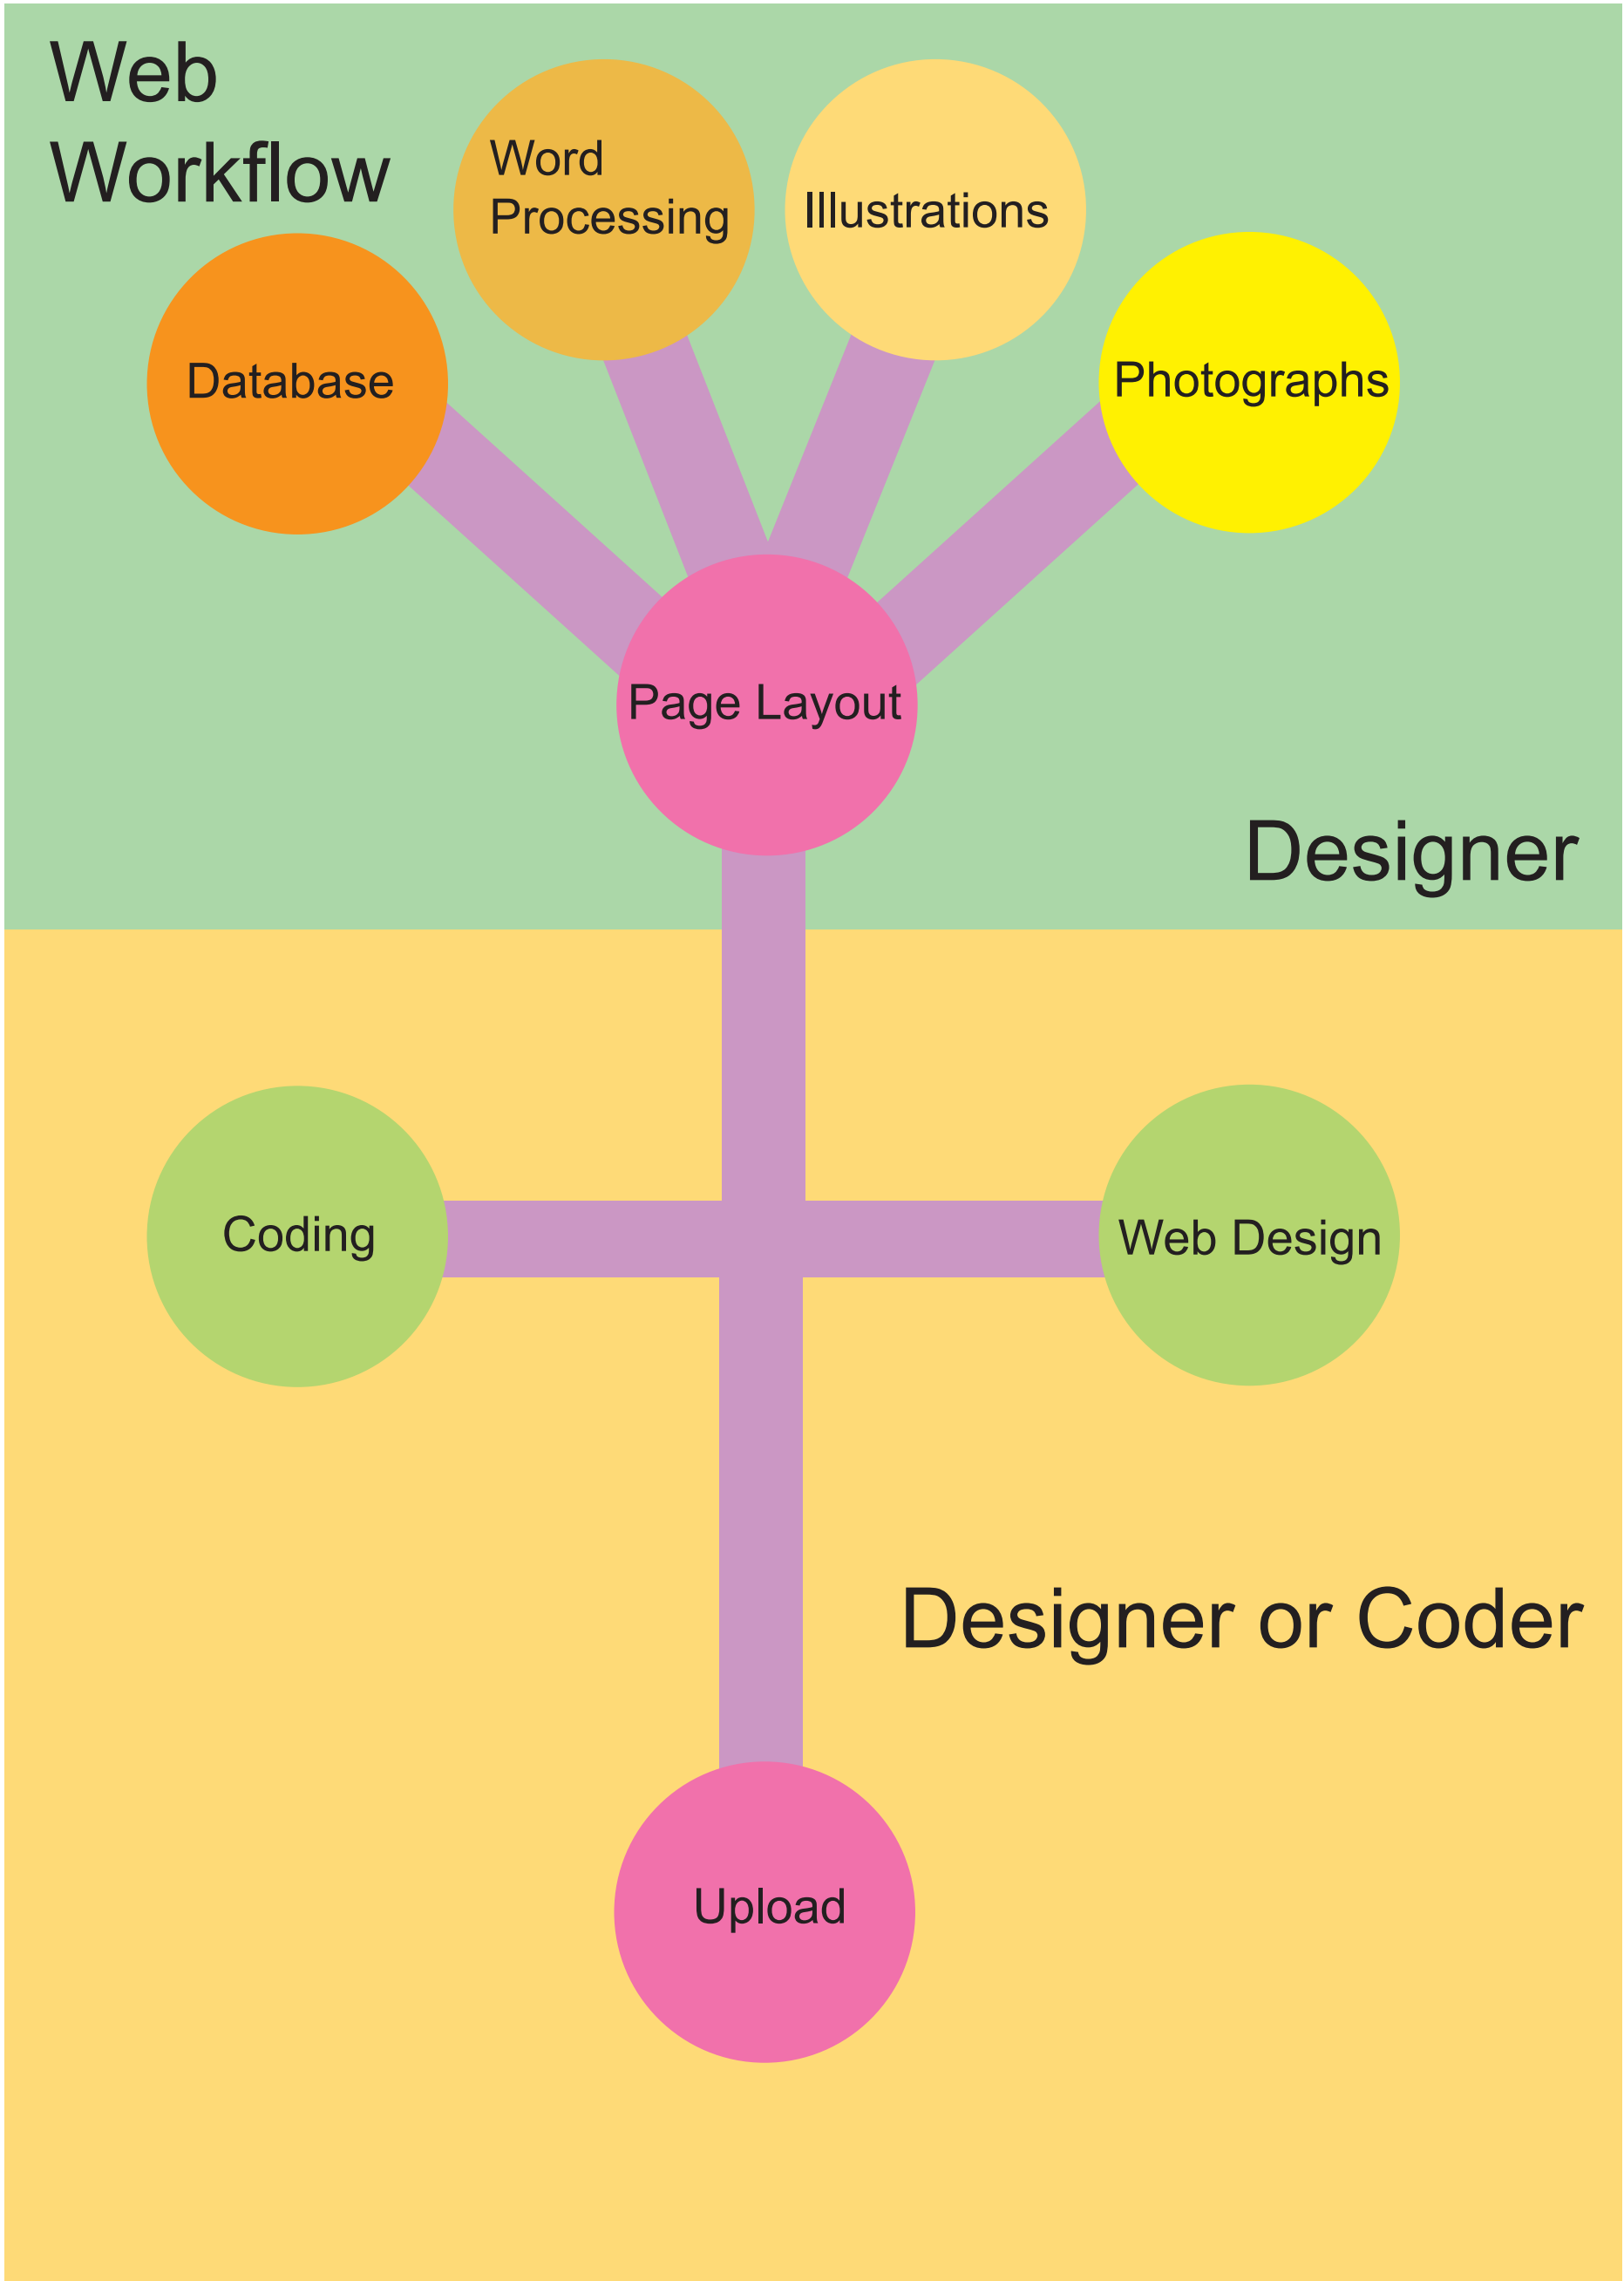 Web
Workflow
Word
Processing
Illustrations
Database
Photographs
Page Layout
Designer
Coding
Web Design
Designer or Coder
Upload